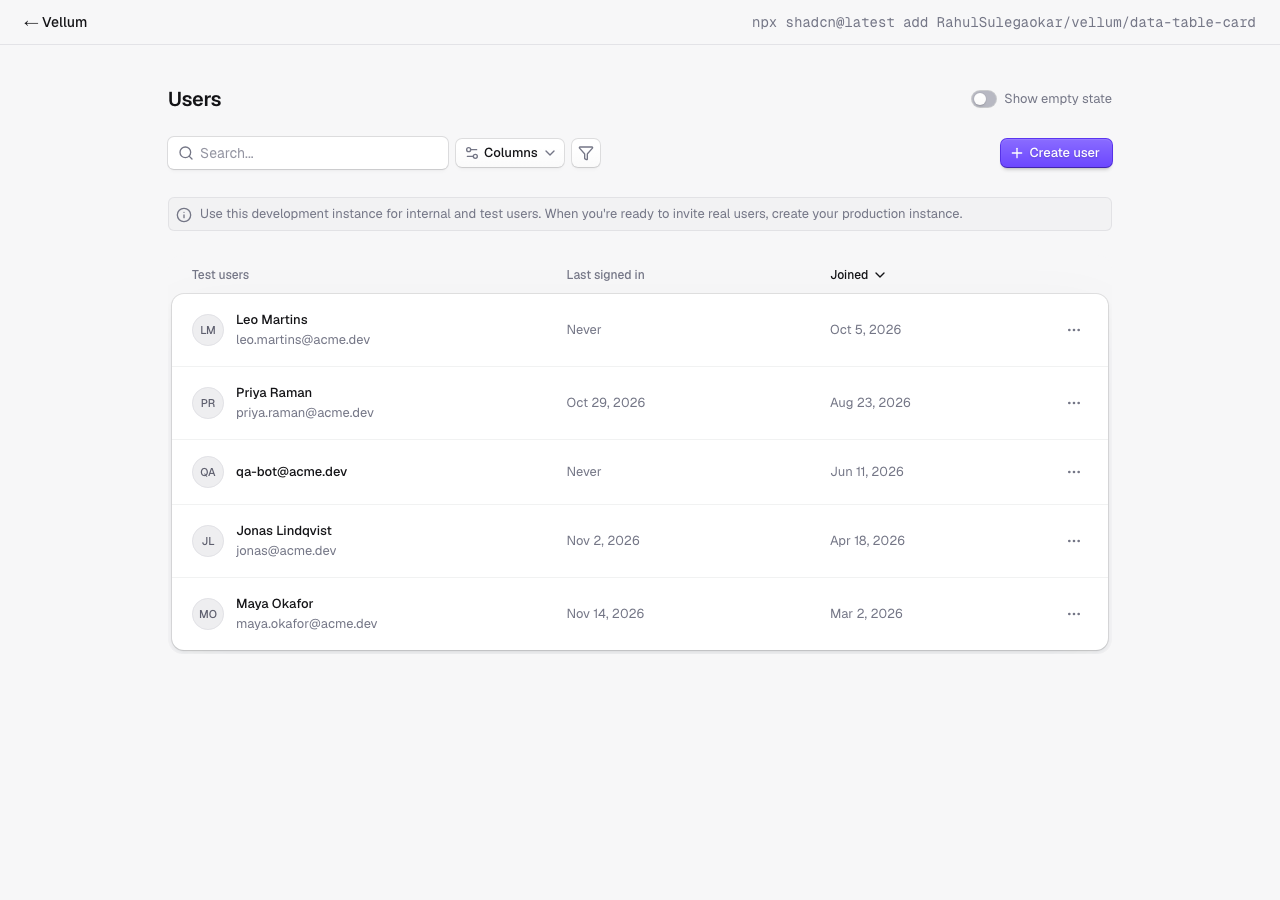 ← Vellum
npx shadcn@latest add RahulSulegaokar/vellum/data-table-card
Users
Show empty state
Search...
Columns
Create user
Use this development instance for internal and test users. When you're ready to invite real users, create your production instance.
Test users Last signed in Joined
LM Leo Martins
leo.martins@acme.dev
Never Oct 5, 2026
PR Priya Raman
priya.raman@acme.dev
Oct 29, 2026 Aug 23, 2026
QA qa-bot@acme.dev Never Jun 11, 2026
JL Jonas Lindqvist
jonas@acme.dev
Nov 2, 2026 Apr 18, 2026
MO Maya Okafor
maya.okafor@acme.dev
Nov 14, 2026 Mar 2, 2026